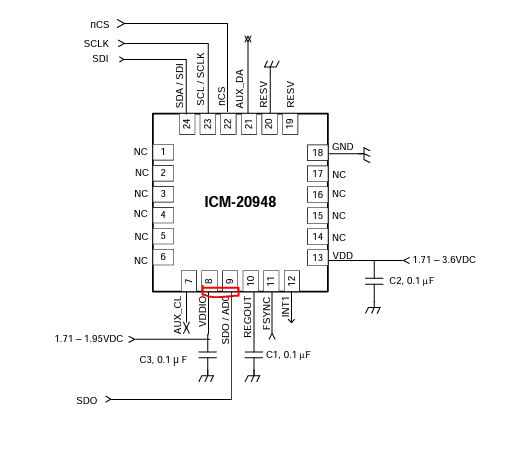 nCS
SCLK
SDI
SDA / SDI
SCL / SCLK
nCS
AUX_DA
RESV
RESV
24 23 22 21 20 19
NC 1
NC 2
NC 3
NC 4
NC 5
NC 6
ICM-20948
18 GND
17 NC
16 NC
15 NC
14 NC
13 VDD
1.71 – 3.6VDC
C2, 0.1 µF
7 8 9 10 11 12
AUX_CL
VDDIO
SDO / AD0
REGOUT
FSYNC
INT1
1.71 – 1.95VDC
C3, 0.1 µ F
C1, 0.1 µF
SDO